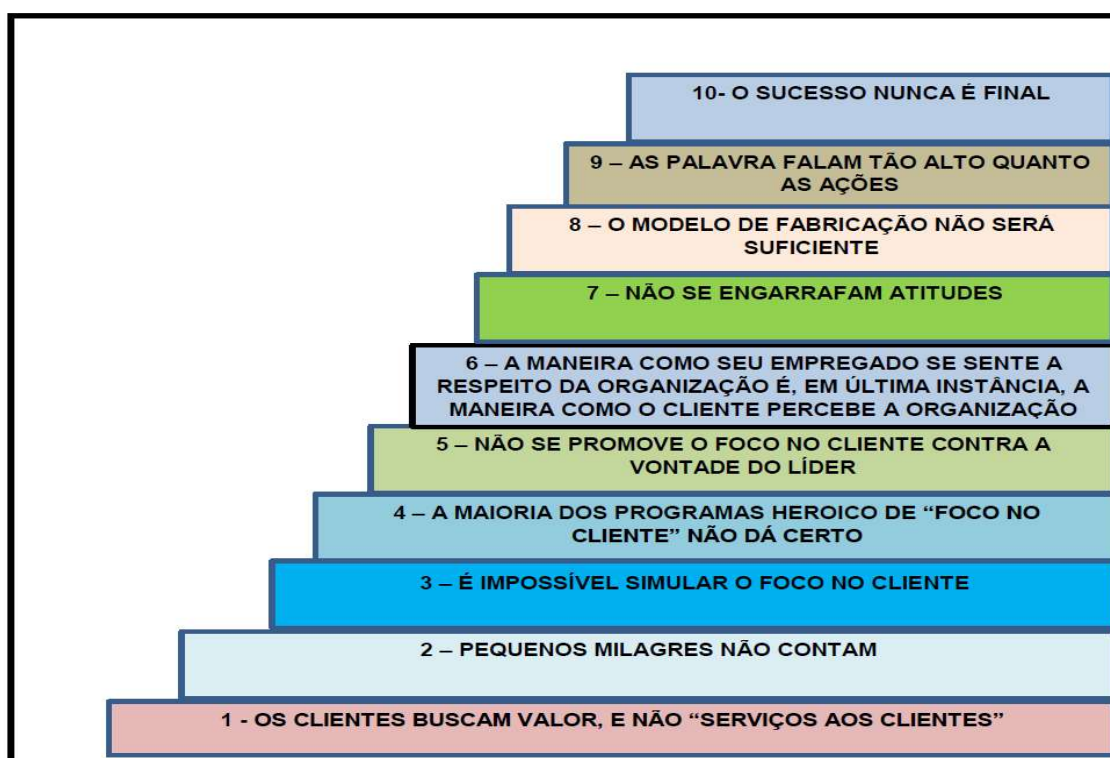 10- O SUCESSO NUNCA É FINAL
9 – AS PALAVRA FALAM TÃO ALTO QUANTO
AS AÇÕES
8 – O MODELO DE FABRICAÇÃO NÃO SERÁ
SUFICIENTE
7 – NÃO SE ENGARRAFAM ATITUDES
6 – A MANEIRA COMO SEU EMPREGADO SE SENTE A
RESPEITO DA ORGANIZAÇÃO É, EM ÚLTIMA INSTÂNCIA, A
MANEIRA COMO O CLIENTE PERCEBE A ORGANIZAÇÃO
5 – NÃO SE PROMOVE O FOCO NO CLIENTE CONTRA A
VONTADE DO LÍDER
4 – A MAIORIA DOS PROGRAMAS HEROICO DE “FOCO NO
CLIENTE” NÃO DÁ CERTO
3 – É IMPOSSÍVEL SIMULAR O FOCO NO CLIENTE
2 – PEQUENOS MILAGRES NÃO CONTAM
1 - OS CLIENTES BUSCAM VALOR, E NÃO “SERVIÇOS AOS CLIENTES”